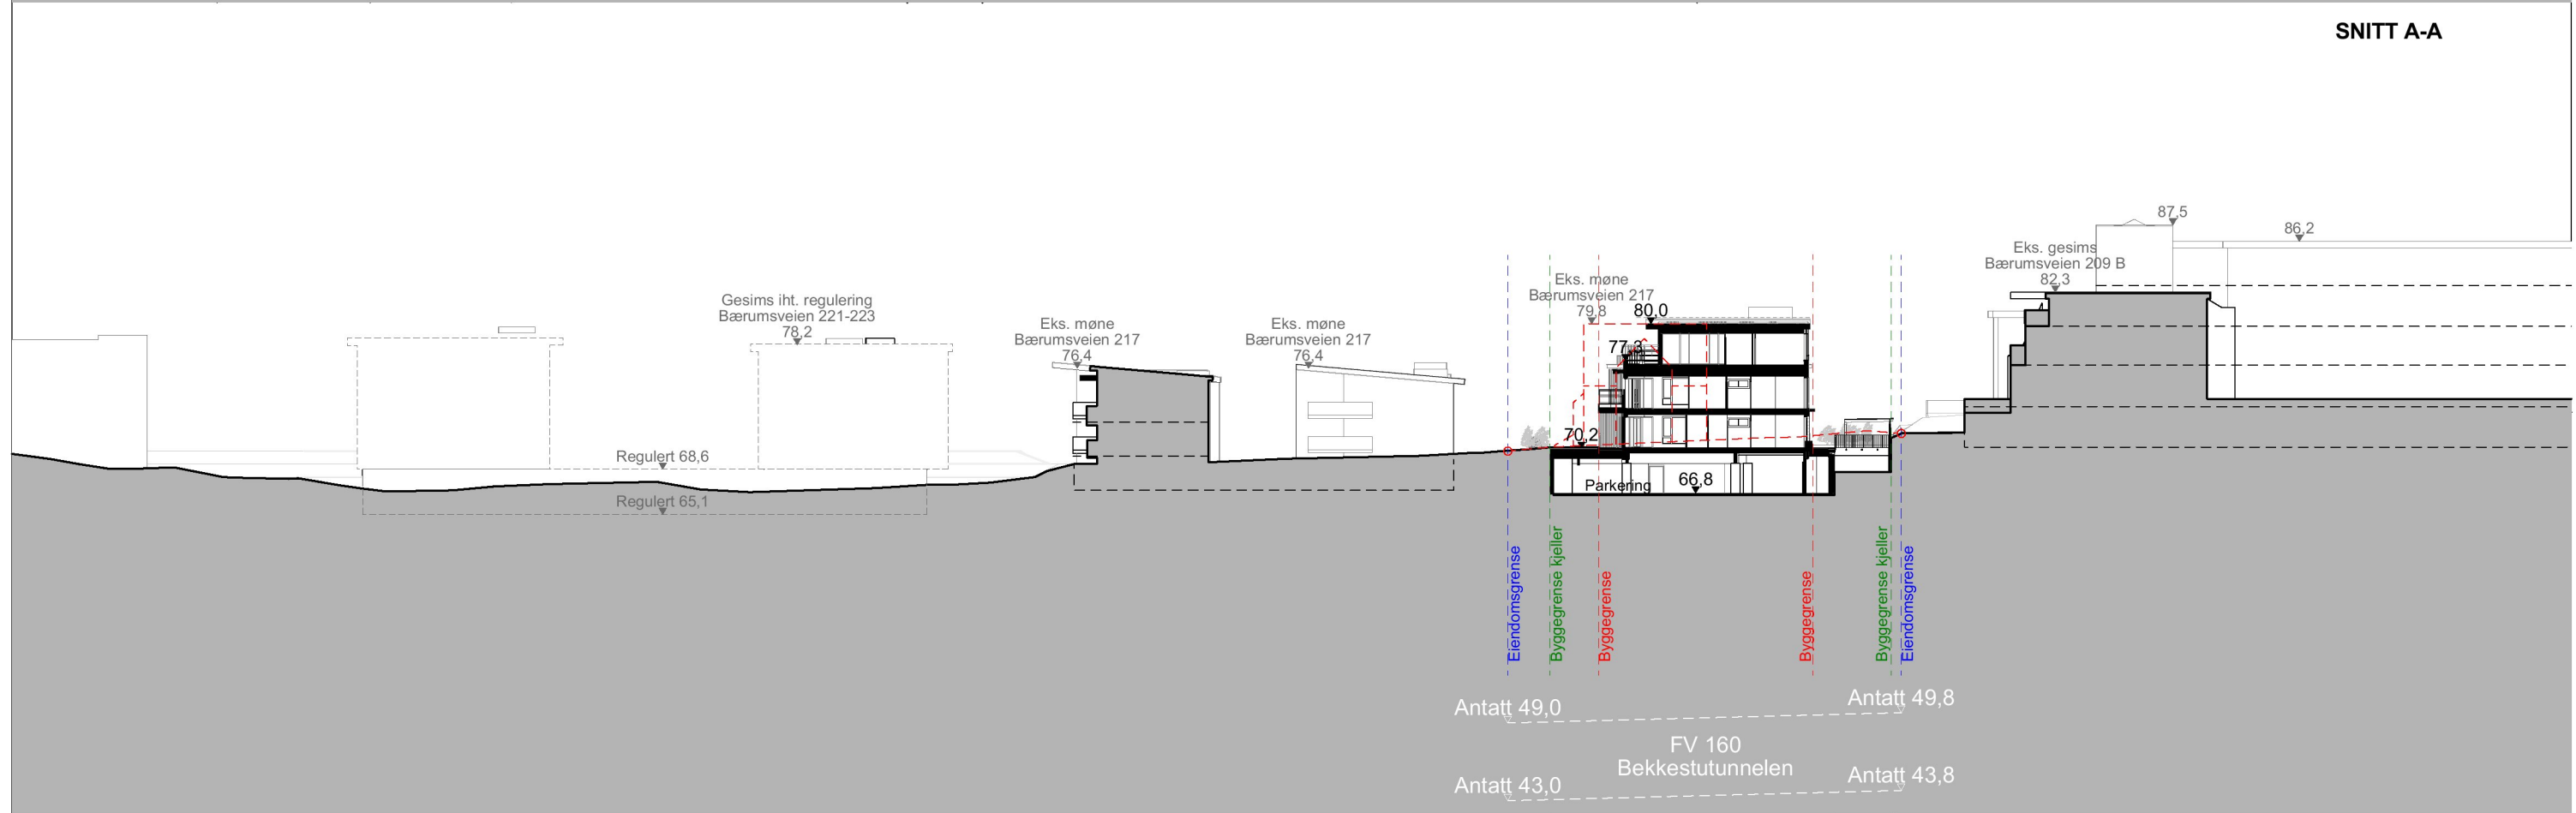 SNITT A-A
87,5
86,2
Eks. gesims
Bærumsveien 209 B
82,3
Eks. møne
Bærumsveien 217
79,8
80,0
Gesims iht. regulering
Bærumsveien 221-223
78,2
Eks. møne
Bærumsveien 217
76,4
Eks. møne
Bærumsveien 217
76,4
77,3
70,2
Regulert 68,6
Regulert 65,1
Parkering
66,8
Eiendomsgrense
Byggegrense kjeller
Byggegrense
Byggegrense
Byggegrense kjeller
Eiendomsgrense
Antatt 49,0
Antatt 49,8
FV 160
Bekkestutunnelen
Antatt 43,0
Antatt 43,8